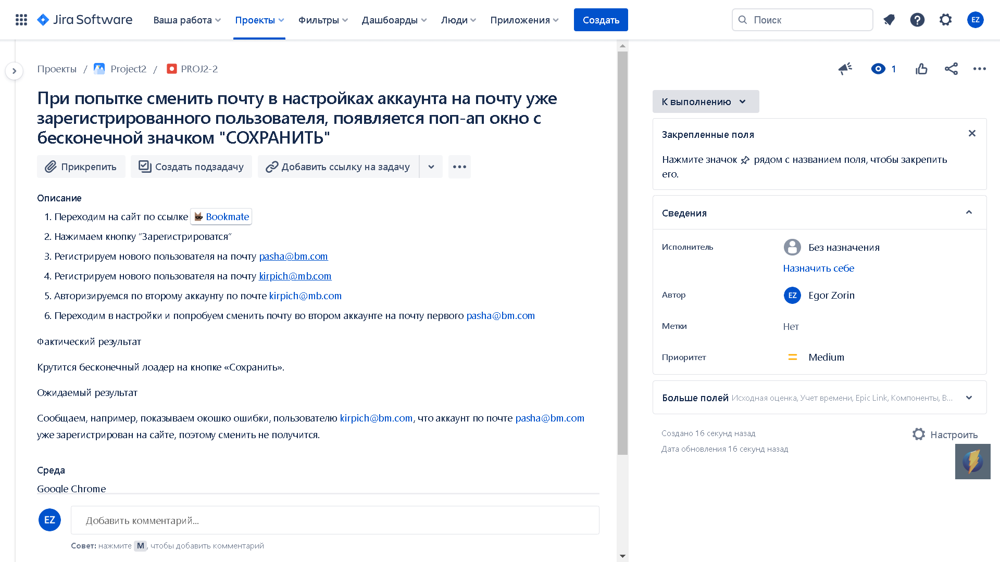 Jira Software
Ваша работа
Проекты
Фильтры
Дашбоарды
Люди
Приложения
Создать
Поиск
EZ
Проекты / Project2 / PROJ2-2
1
При попытке сменить почту в настройках аккаунта на почту уже
зарегистрированного пользователя, появляется поп-ап окно с
бесконечной значком "СОХРАНИТЬ"
Прикрепить
Создать подзадачу
Добавить ссылку на задачу
Описание
1. Переходим на сайт по ссылке Bookmate
2. Нажимаем кнопку “Зарегистрироватся”
3. Регистрируем нового пользователя на почту pasha@bm.com
4. Регистрируем нового пользователя на почту kirpich@mb.com
5. Авторизируемся по второму аккаунту по почте kirpich@mb.com
6. Переходим в настройки и попробуем сменить почту во втором аккаунте на почту первого pasha@bm.com
Фактический результат
Крутится бесконечный лоадер на кнопке «Сохранить».
Ожидаемый результат
Сообщаем, например, показываем окошко ошибки, пользователю kirpich@bm.com, что аккаунт по почте pasha@bm.com
уже зарегистрирован на сайте, поэтому сменить не получится.
Среда
Google Chrome
EZ
Добавить комментарий...
Совет: нажмите M, чтобы добавить комментарий
К выполнению
Закрепленные поля
Нажмите значок рядом с названием поля, чтобы закрепить
его.
Сведения
Исполнитель
Без назначения
Назначить себе
Автор
EZ
Egor Zorin
Метки
Нет
Приоритет
Medium
Больше полей Исходная оценка, Учет времени, Epic Link, Компоненты, В...
Создано 16 секунд назад
Настроить
Дата обновления 16 секунд назад